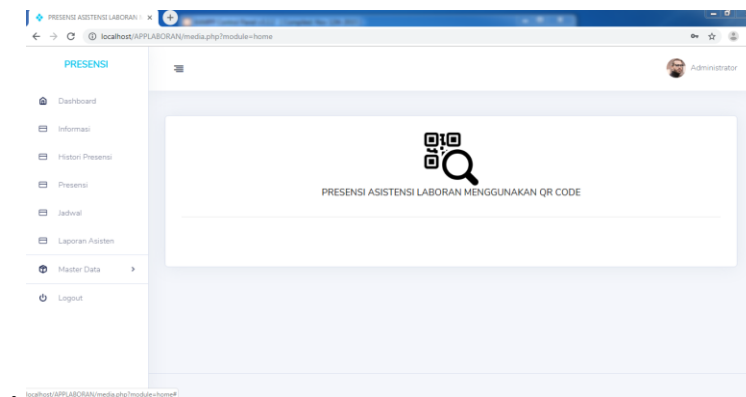 PRESENSI ASISTENSI LABORAN
localhost/APPLABORAN/media.php?module=home
PRESENSI
Administrator
Dashboard
Informasi
Histori Presensi
Presensi
Jadwal
Laporan Asisten
Master Data
Logout
PRESENSI ASISTENSI LABORAN MENGGUNAKAN QR CODE
localhost/APPLABORAN/media.php?module=home#